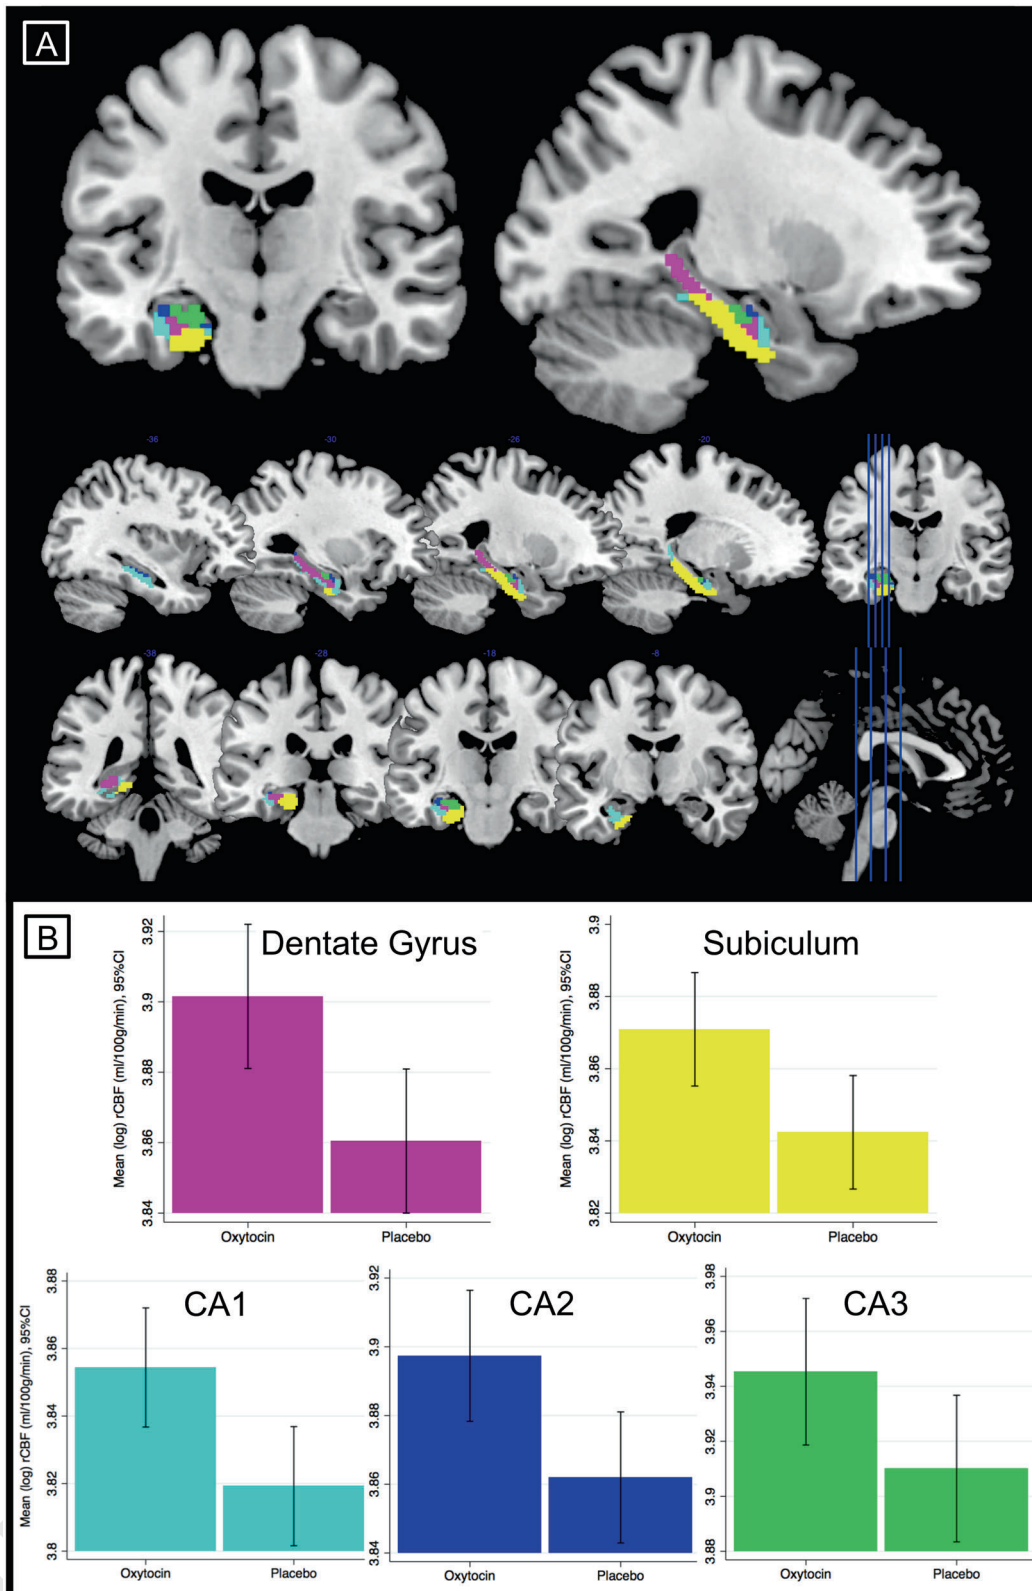 A
-36
-30
-26
-20
-38
-28
-18
-8
B
Dentate Gyrus
Mean (log) rCBF (ml/100g/min), 95%CI
3.92
3.9
3.88
3.86
3.84
Oxytocin Placebo
Subiculum
Mean (log) rCBF (ml/100g/min), 95%CI
3.9
3.88
3.86
3.84
3.82
Oxytocin Placebo
CA1
Mean (log) rCBF (ml/100g/min), 95%CI
3.88
3.86
3.84
3.82
3.8
Oxytocin Placebo
CA2
3.92
3.9
3.88
3.86
3.84
Oxytocin Placebo
CA3
3.98
3.96
3.94
3.92
3.9
3.88
Oxytocin Placebo